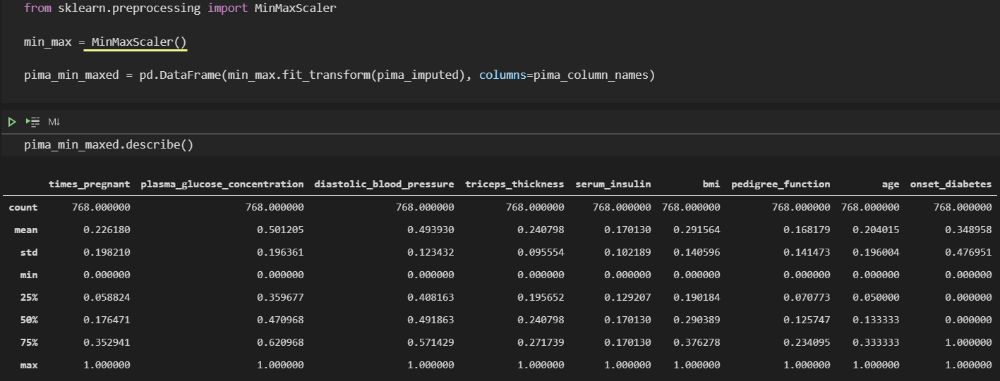 from sklearn.preprocessing import MinMaxScaler
min_max = MinMaxScaler()
pima_min_maxed = pd.DataFrame(min_max.fit_transform(pima_imputed), columns=pima_column_names)
M↓
pima_min_maxed.describe()
times_pregnant plasma_glucose_concentration diastolic_blood_pressure triceps_thickness serum_insulin bmi pedigree_function age onset_diabetes
count 768.000000 768.000000 768.000000 768.000000 768.000000 768.000000 768.000000 768.000000 768.000000
mean 0.226180 0.501205 0.493930 0.240798 0.170130 0.291564 0.168179 0.204015 0.348958
std 0.198210 0.196361 0.123432 0.095554 0.102189 0.140596 0.141473 0.196004 0.476951
min 0.000000 0.000000 0.000000 0.000000 0.000000 0.000000 0.000000 0.000000 0.000000
25% 0.058824 0.359677 0.408163 0.195652 0.129207 0.190184 0.070773 0.050000 0.000000
50% 0.176471 0.470968 0.491863 0.240798 0.170130 0.290389 0.125747 0.133333 0.000000
75% 0.352941 0.620968 0.571429 0.271739 0.170130 0.376278 0.234095 0.333333 1.000000
max 1.000000 1.000000 1.000000 1.000000 1.000000 1.000000 1.000000 1.000000 1.000000